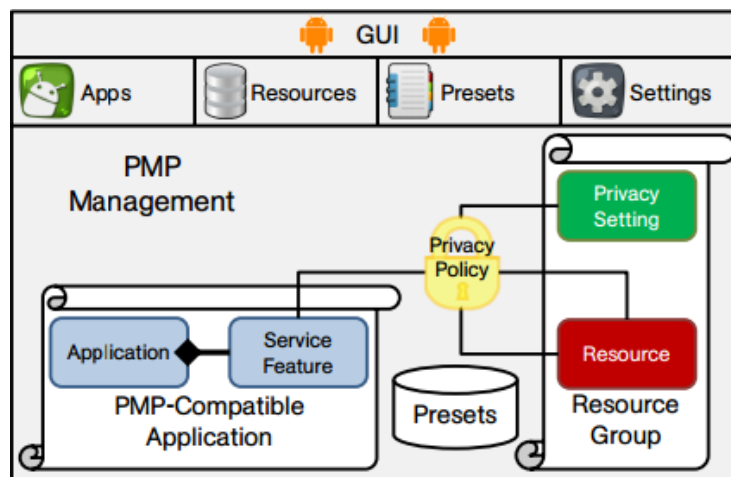 GUI
Apps
Resources
Presets
Settings
PMP
Management
Privacy
Setting
Privacy
Policy
Application
Service
Feature
Resource
PMP-Compatible
Application
Presets
Resource
Group